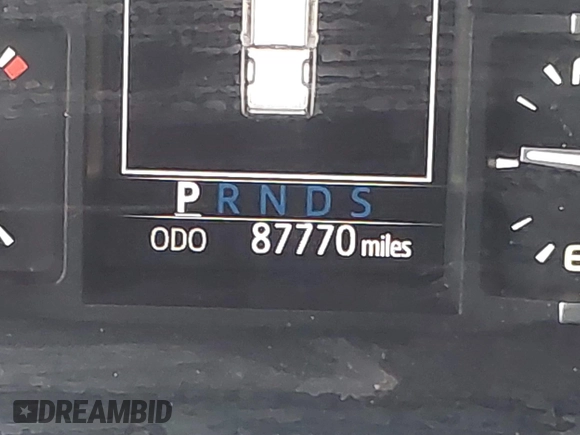 P R N D S
ODO 87770 miles
E
DREAMBID